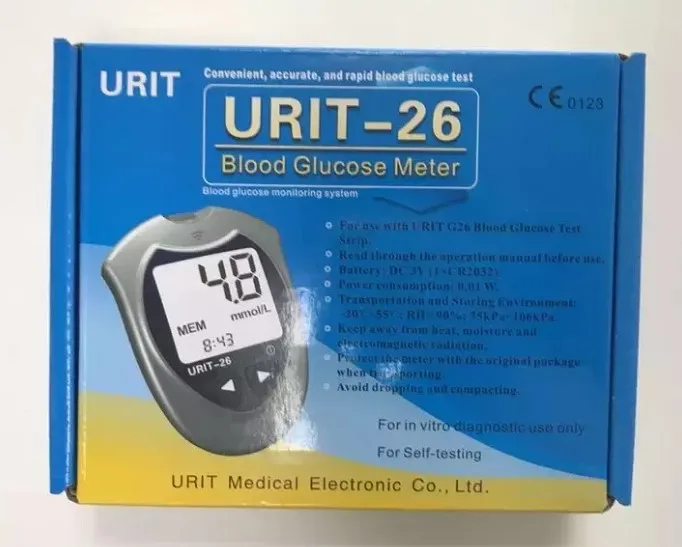 URIT
Convenient, accurate, and rapid blood glucose test
CE 0123
URIT-26
Blood Glucose Meter
Blood glucose monitoring system
For use with URIT G26 Blood Glucose Test
Strip.
Read through the operation manual before use.
Battery: DC 3V (1×CR2032).
Power consumption: 0.01W.
Transportation and Storing Environment:
-20℃~55℃; RH≤90%; 75kPa~106kPa.
Keep away from heat, moisture and
electromagnetic radiation.
Protect the meter with the original package
when transporting.
Avoid dropping and compacting.
4.8
mmol/L
MEM
8:43
URIT-26
For in vitro diagnostic use only
For Self-testing
URIT Medical Electronic Co., Ltd.